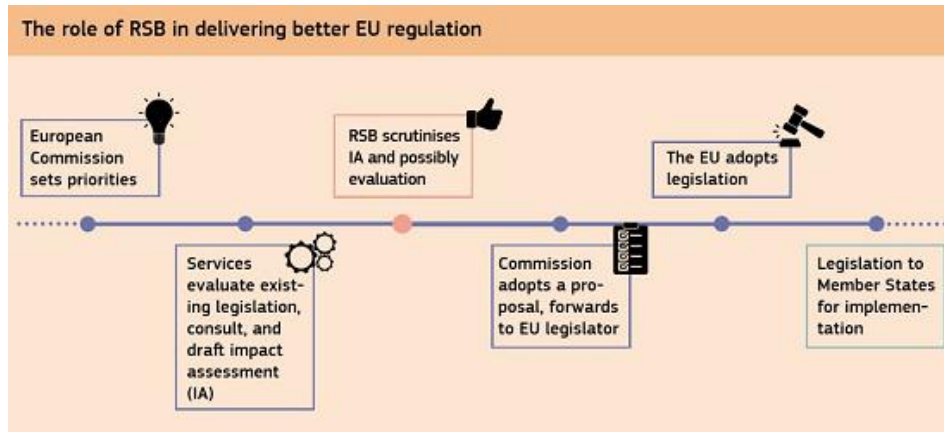 The role of RSB in delivering better EU regulation
European
Commission
sets priorities
Services
evaluate exist-
ing legislation,
consult, and
draft impact
assessment
(IA)
RSB scrutinises
IA and possibly
evaluation
Commission
adopts a pro-
posal, forwards
to EU legislator
The EU adopts
legislation
Legislation to
Member States
for implemen-
tation